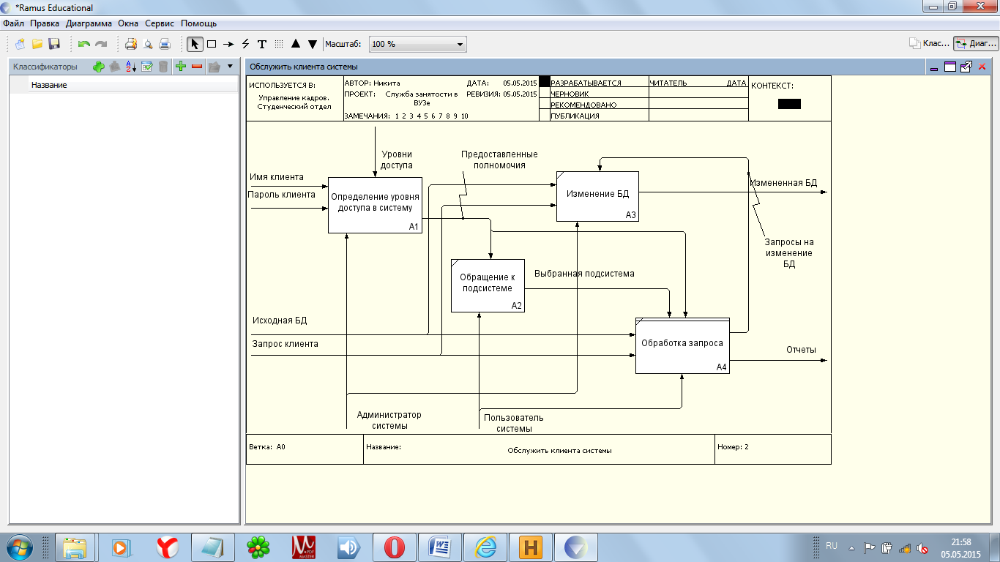 *Ramus Educational
Файл Правка Диаграмма Окна Сервис Помощь
Масштаб: 100 % Клас... Диаг...
Классификаторы
Название
Обслужить клиента системы
ИСПОЛЬЗУЕТСЯ В:
Управление кадров.
Студенческий отдел
АВТОР: Никита ДАТА: 05.05.2015
ПРОЕКТ: Служба занятости в
ВУЗе
РЕВИЗИЯ: 05.05.2015
ЗАМЕЧАНИЯ: 1 2 3 4 5 6 7 8 9 10
РАЗРАБАТЫВАЕТСЯ
ЧЕРНОВИК
РЕКОМЕНДОВАНО
ПУБЛИКАЦИЯ
ЧИТАТЕЛЬ ДАТА
КОНТЕКСТ:
Уровни
доступа
Предоставленные
полномочия
Имя клиента
Пароль клиента
Определение уровня
доступа в систему
A1
Изменение БД
A3
Измененная БД
Запросы на
изменение
БД
Обращение к
подсистеме
A2
Выбранная подсистема
Исходная БД
Запрос клиента
Обработка запроса
A4
Отчеты
Администратор
системы
Пользователь
системы
Ветка: A0
Название:
Обслужить клиента системы
Номер: 2
PDF
MASTER
RU
21:58
05.05.2015